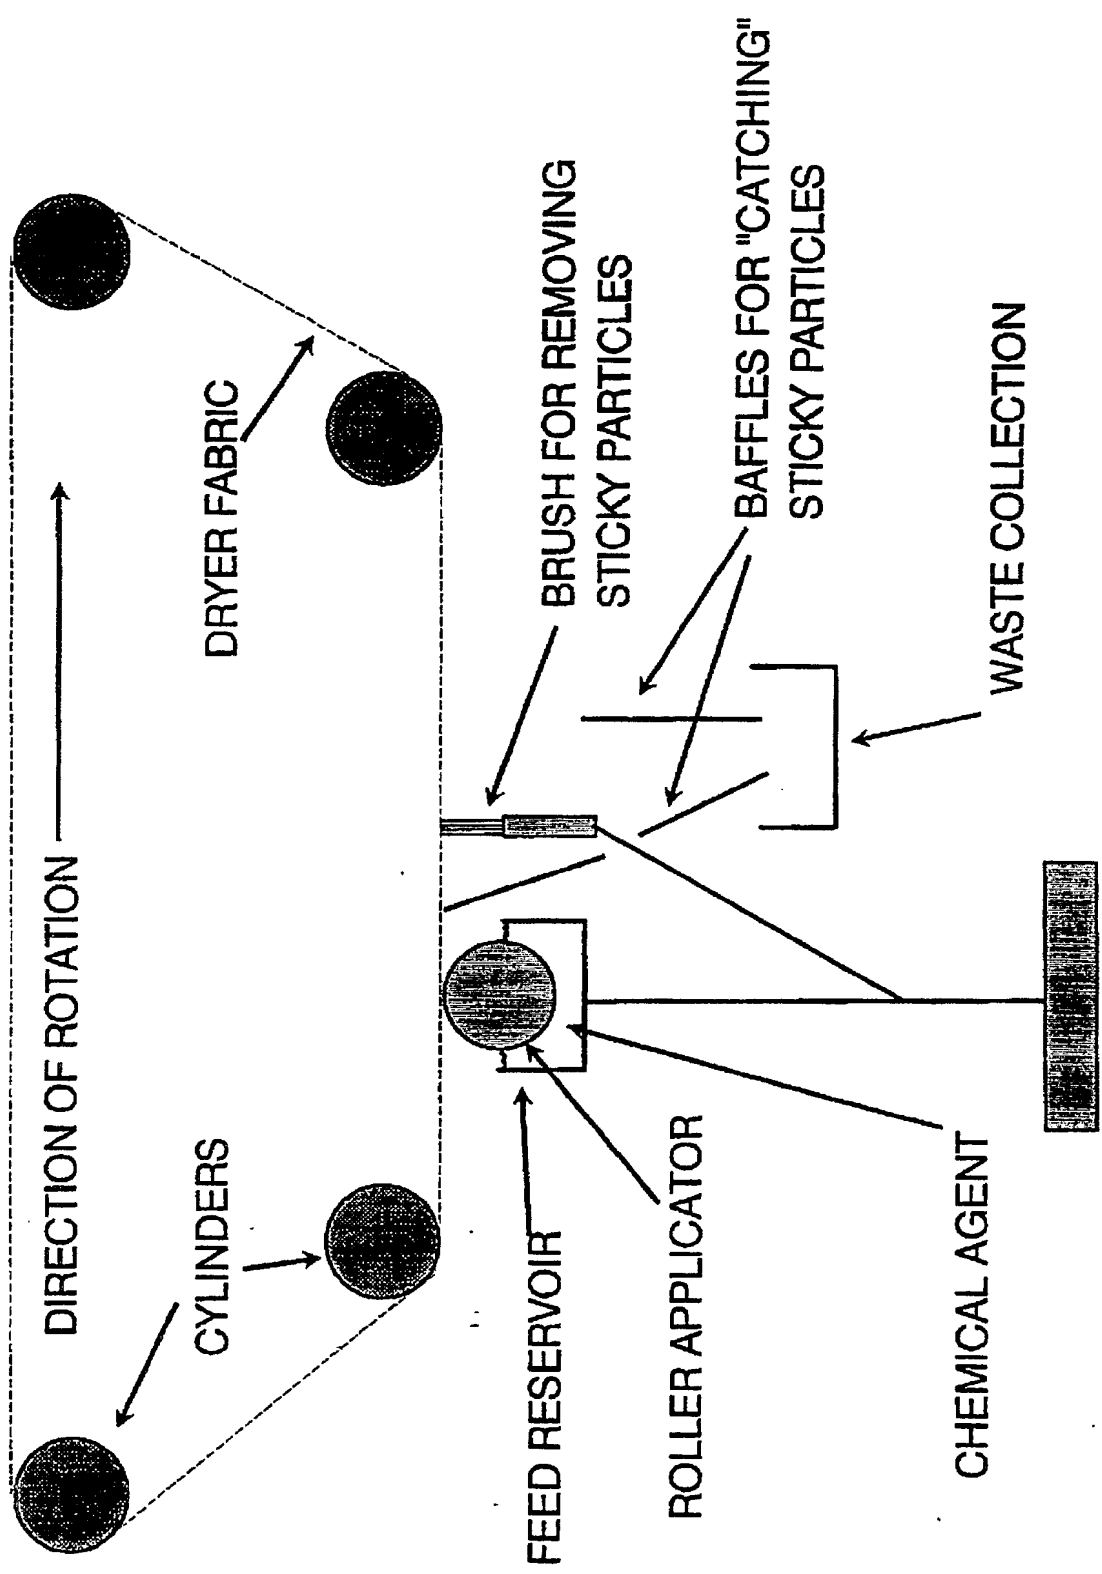 DIRECTION OF ROTATION
CYLINDERS
DRYER FABRIC
FEED RESERVOIR
BRUSH FOR REMOVING
STICKY PARTICLES
ROLLER APPLICATOR
BAFFLES FOR "CATCHING"
STICKY PARTICLES
CHEMICAL AGENT
WASTE COLLECTION